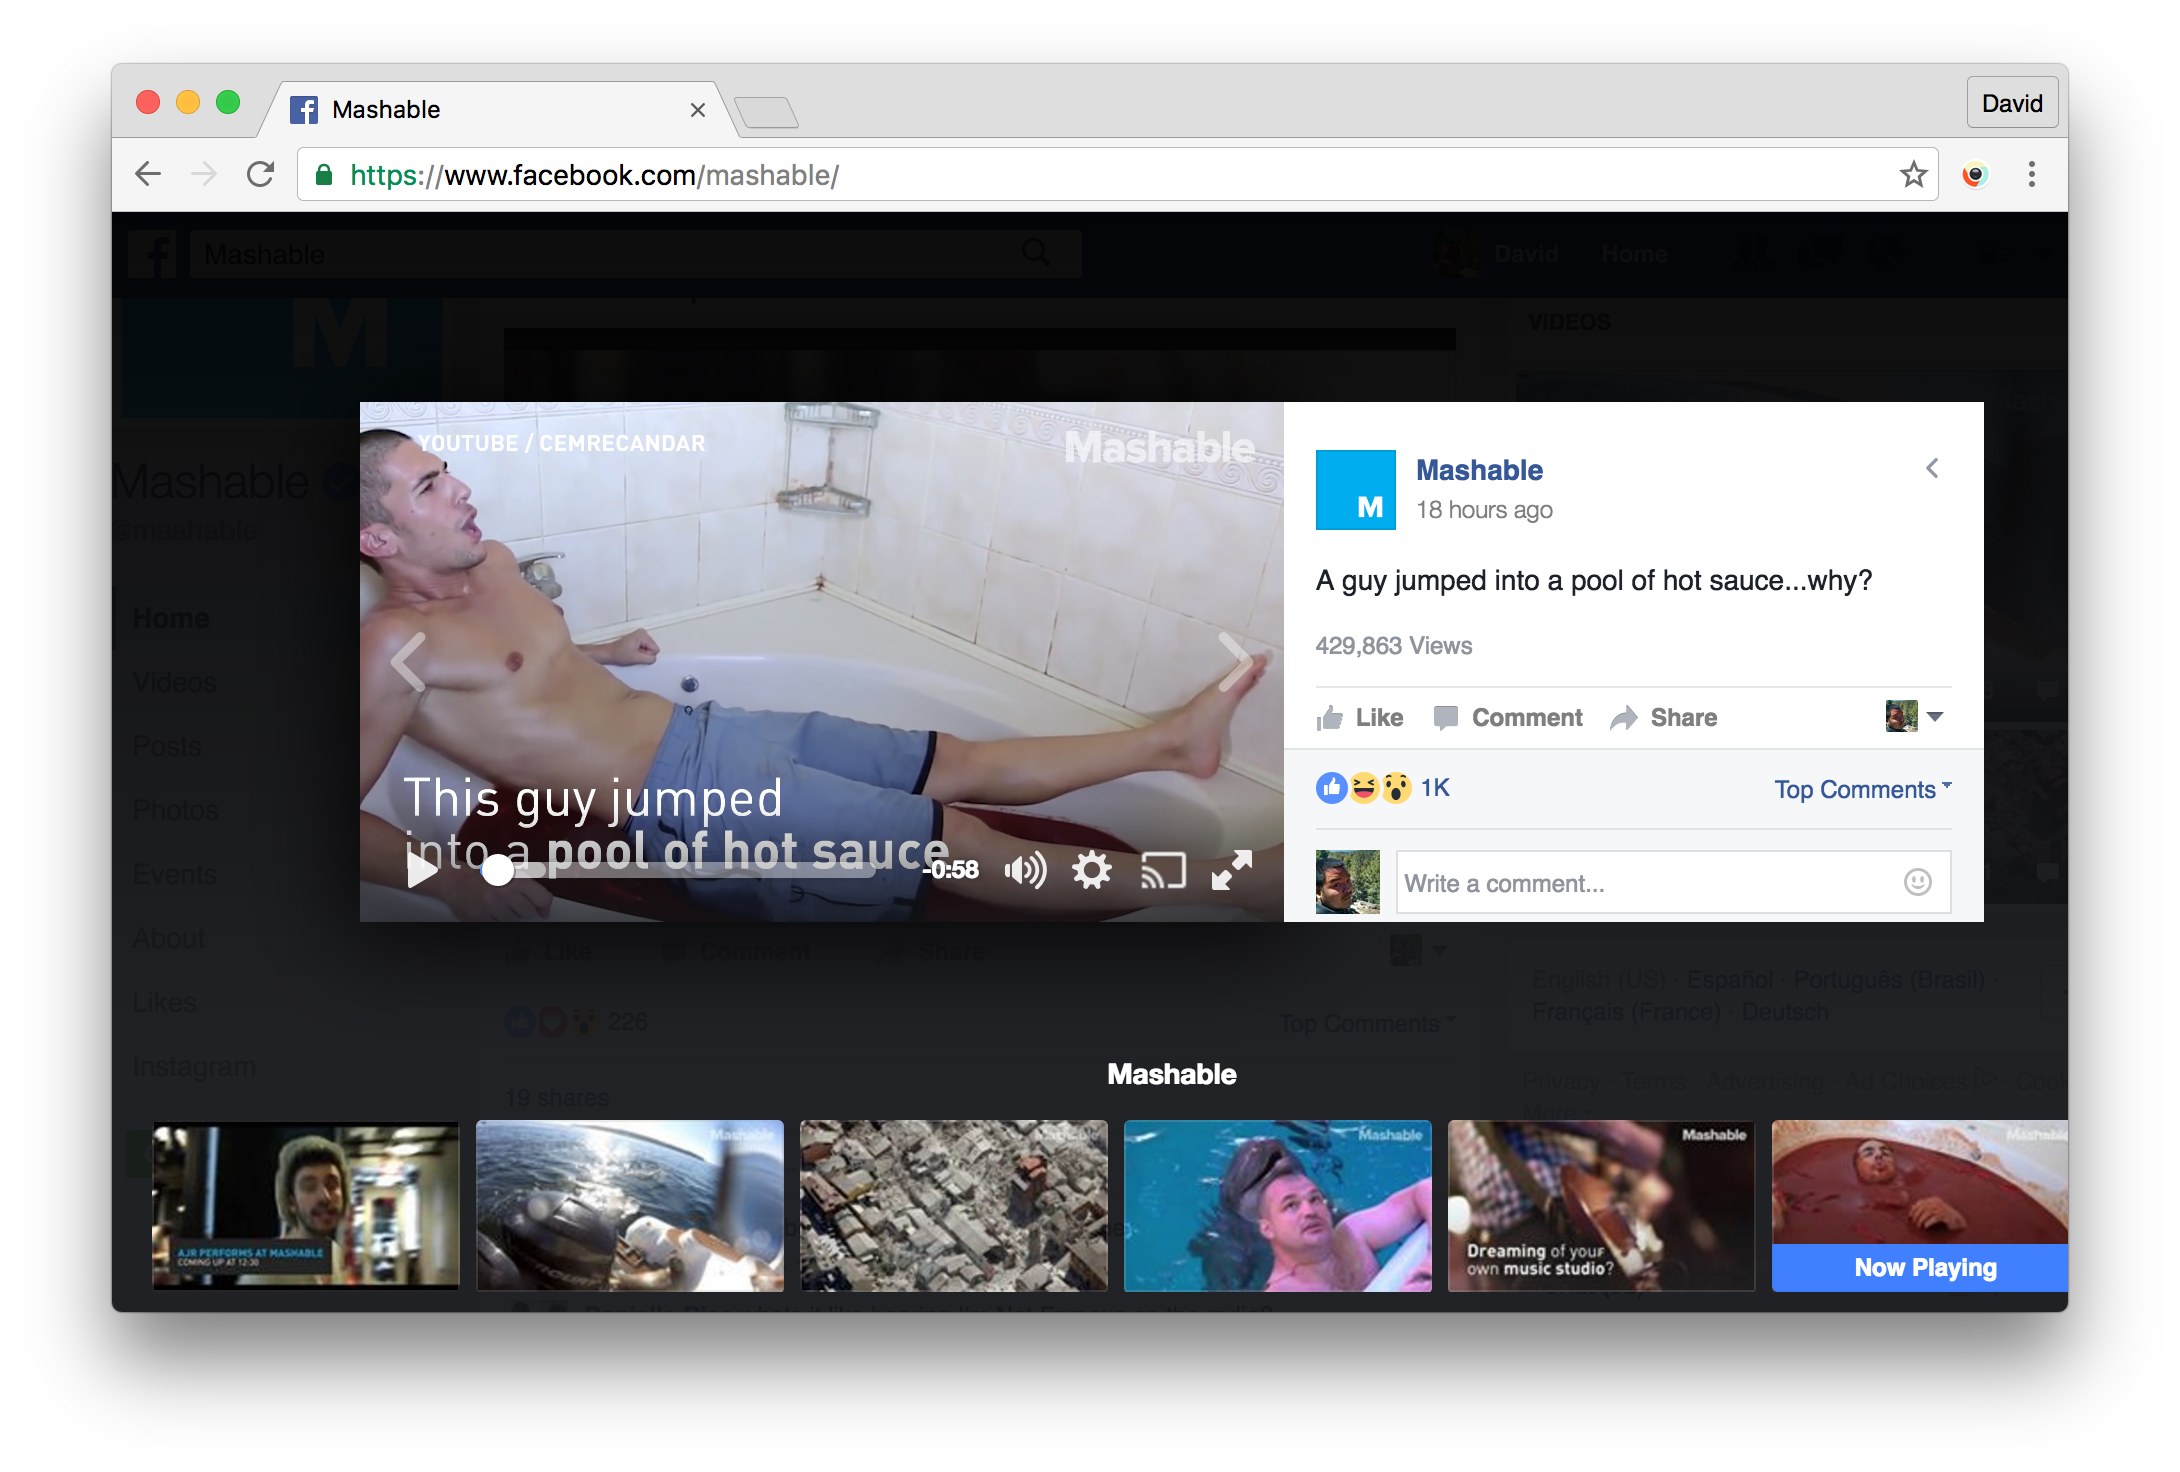 Mashable
David
https://www.facebook.com/mashable/
Mashable
David
Home
M
VIDEOS
Mashable
@mashable
Home
Videos
Posts
Photos
Events
About
Likes
Instagram
YOUTUBE / CEMRECANDAR
Mashable
This guy jumped
into a pool of hot sauce
-0:58
Mashable
M
18 hours ago
A guy jumped into a pool of hot sauce...why?
429,863 Views
Like Comment Share
1K
Top Comments
Write a comment...
Like Comment Share
226
Top Comments
19 shares
English (US) · Español · Português (Brasil) ·
Français (France) · Deutsch
Privacy · Terms · Advertising · Ad Choices
More
Mashable
AJR PERFORMS AT MASHABLE
COMING UP AT 12:30
Mashable
Mashable
Mashable
Mashable
Dreaming of your
own music studio?
Mashable
Now Playing